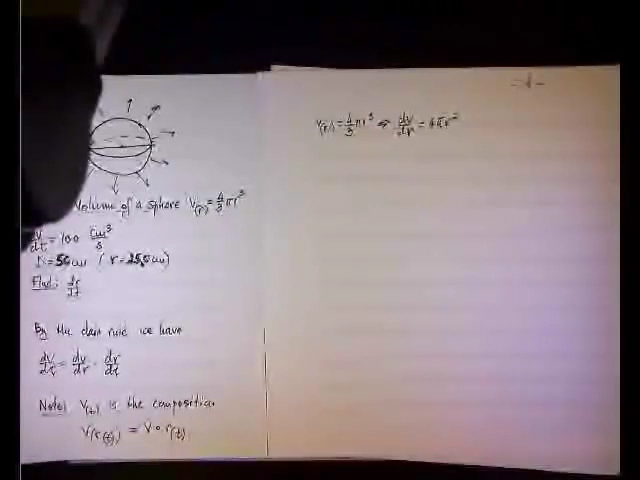 Volume of a sphere V(r) = 4/3 πr³
dV/dt = 100 cm³/s
D = 50 cm ( r = 25.0 cm)
Find: dr/dt
By the chain rule we have
dV/dt = dV/dr · dr/dt
Note: V(t) is the composition
V(r(t)) = V ∘ r(t)
-1-
V(r) = 4/3 πr³ ⇒ dV/dr = 4πr²